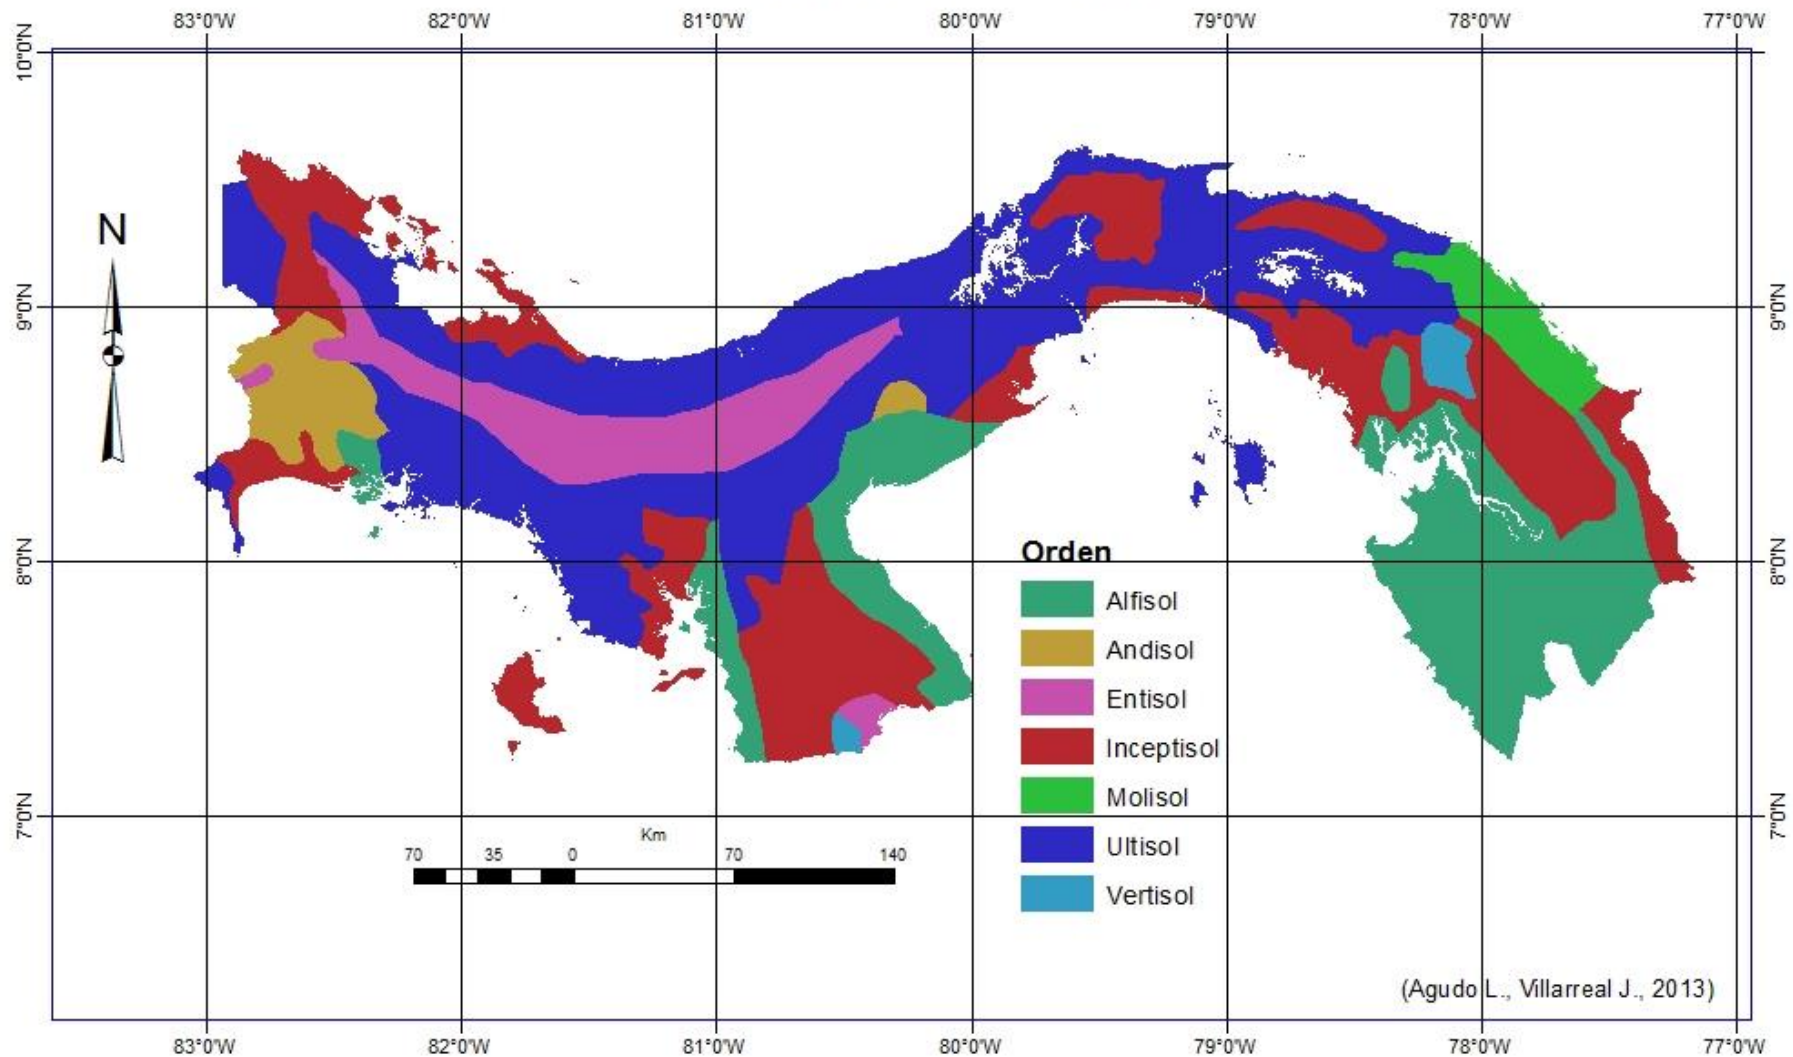 83°0'W 82°0'W 81°0'W 80°0'W 79°0'W 78°0'W 77°0'W
10°0'N
N
9°0'N 9°0'N
Orden
8°0'N 8°0'N
Alfisol
Andisol
Entisol
Inceptisol
Molisol
7°0'N 7°0'N
Km
70 35 0 70 140
Ultisol
Vertisol
(Agudo L., Villarreal J., 2013)
83°0'W 82°0'W 81°0'W 80°0'W 79°0'W 78°0'W 77°0'W